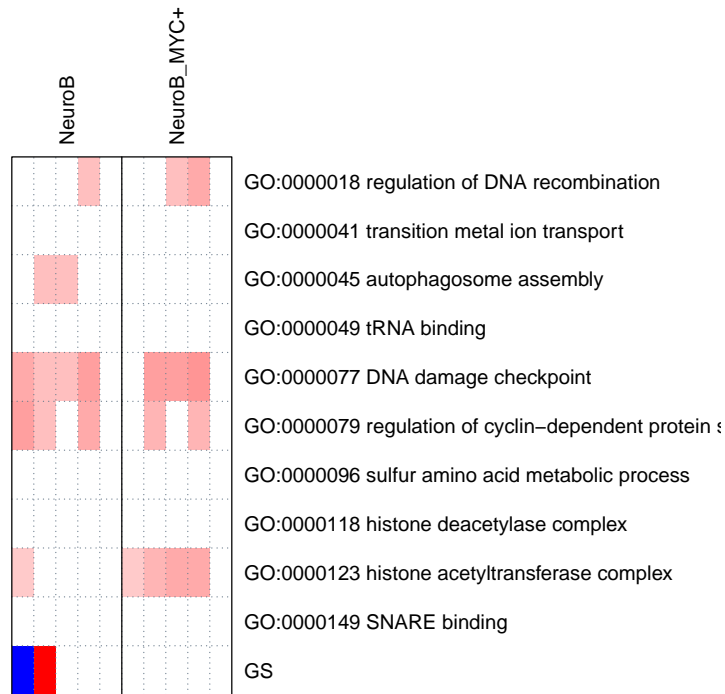 NeuroB
NeuroB_MYC+
GO:0000018 regulation of DNA recombination
GO:0000041 transition metal ion transport
GO:0000045 autophagosome assembly
GO:0000049 tRNA binding
GO:0000077 DNA damage checkpoint
GO:0000079 regulation of cyclin−dependent protein s
GO:0000096 sulfur amino acid metabolic process
GO:0000118 histone deacetylase complex
GO:0000123 histone acetyltransferase complex
GO:0000149 SNARE binding
GS